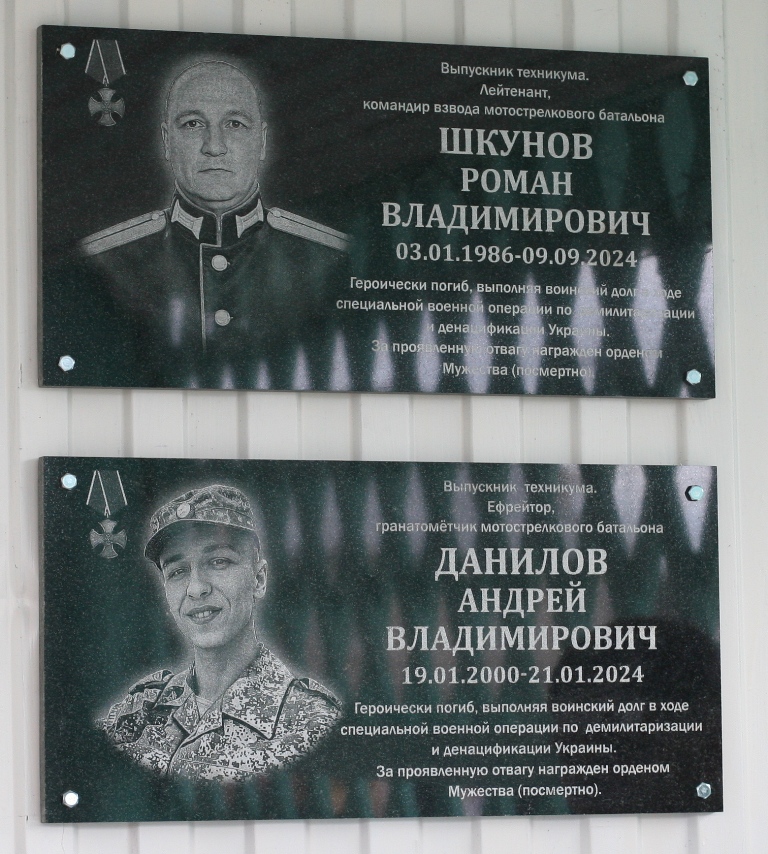 Выпускник техникума.
Лейтенант,
командир взвода мотострелкового батальона
ШКУНОВ
РОМАН
ВЛАДИМИРОВИЧ
03.01.1986-09.09.2024
Героически погиб, выполняя воинский долг в ходе
специальной военной операции по демилитаризации
и денацификации Украины.
За проявленную отвагу награжден орденом
Мужества (посмертно).
Выпускник техникума.
Ефрейтор,
гранатомётчик мотострелкового батальона
ДАНИЛОВ
АНДРЕЙ
ВЛАДИМИРОВИЧ
19.01.2000-21.01.2024
Героически погиб, выполняя воинский долг в ходе
специальной военной операции по демилитаризации
и денацификации Украины.
За проявленную отвагу награжден орденом
Мужества (посмертно).